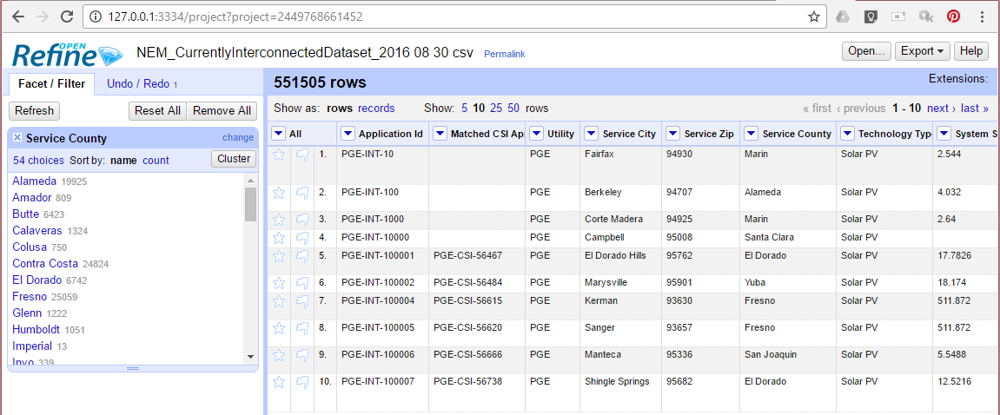 127.0.0.1:3334/project?project=2449768661452
OPEN
Refine
NEM_CurrentlyInterconnectedDataset_2016 08 30 csv Permalink
Open... Export Help
Facet / Filter Undo / Redo 1
551505 rows
Extensions:
Refresh Reset All Remove All
Show as: rows records Show: 5 10 25 50 rows
« first ‹ previous 1 - 10 next › last »
Service County change
54 choices Sort by: name count Cluster
Alameda 19925
Amador 809
Butte 6423
Calaveras 1324
Colusa 750
Contra Costa 24824
El Dorado 6742
Fresno 25059
Glenn 1222
Humboldt 1051
Imperial 13
Inyo 339
All Application Id Matched CSI Ap Utility Service City Service Zip Service County Technology Type System S
1. PGE-INT-10 PGE Fairfax 94930 Marin Solar PV 2.544
2. PGE-INT-100 PGE Berkeley 94707 Alameda Solar PV 4.032
3. PGE-INT-1000 PGE Corte Madera 94925 Marin Solar PV 2.64
4. PGE-INT-10000 PGE Campbell 95008 Santa Clara Solar PV
5. PGE-INT-100001 PGE-CSI-56467 PGE El Dorado Hills 95762 El Dorado Solar PV 17.7826
6. PGE-INT-100002 PGE-CSI-56484 PGE Marysville 95901 Yuba Solar PV 18.174
7. PGE-INT-100004 PGE-CSI-56615 PGE Kerman 93630 Fresno Solar PV 511.872
8. PGE-INT-100005 PGE-CSI-56620 PGE Sanger 93657 Fresno Solar PV 511.872
9. PGE-INT-100006 PGE-CSI-56666 PGE Manteca 95336 San Joaquin Solar PV 5.5488
10. PGE-INT-100007 PGE-CSI-56738 PGE Shingle Springs 95682 El Dorado Solar PV 12.5216